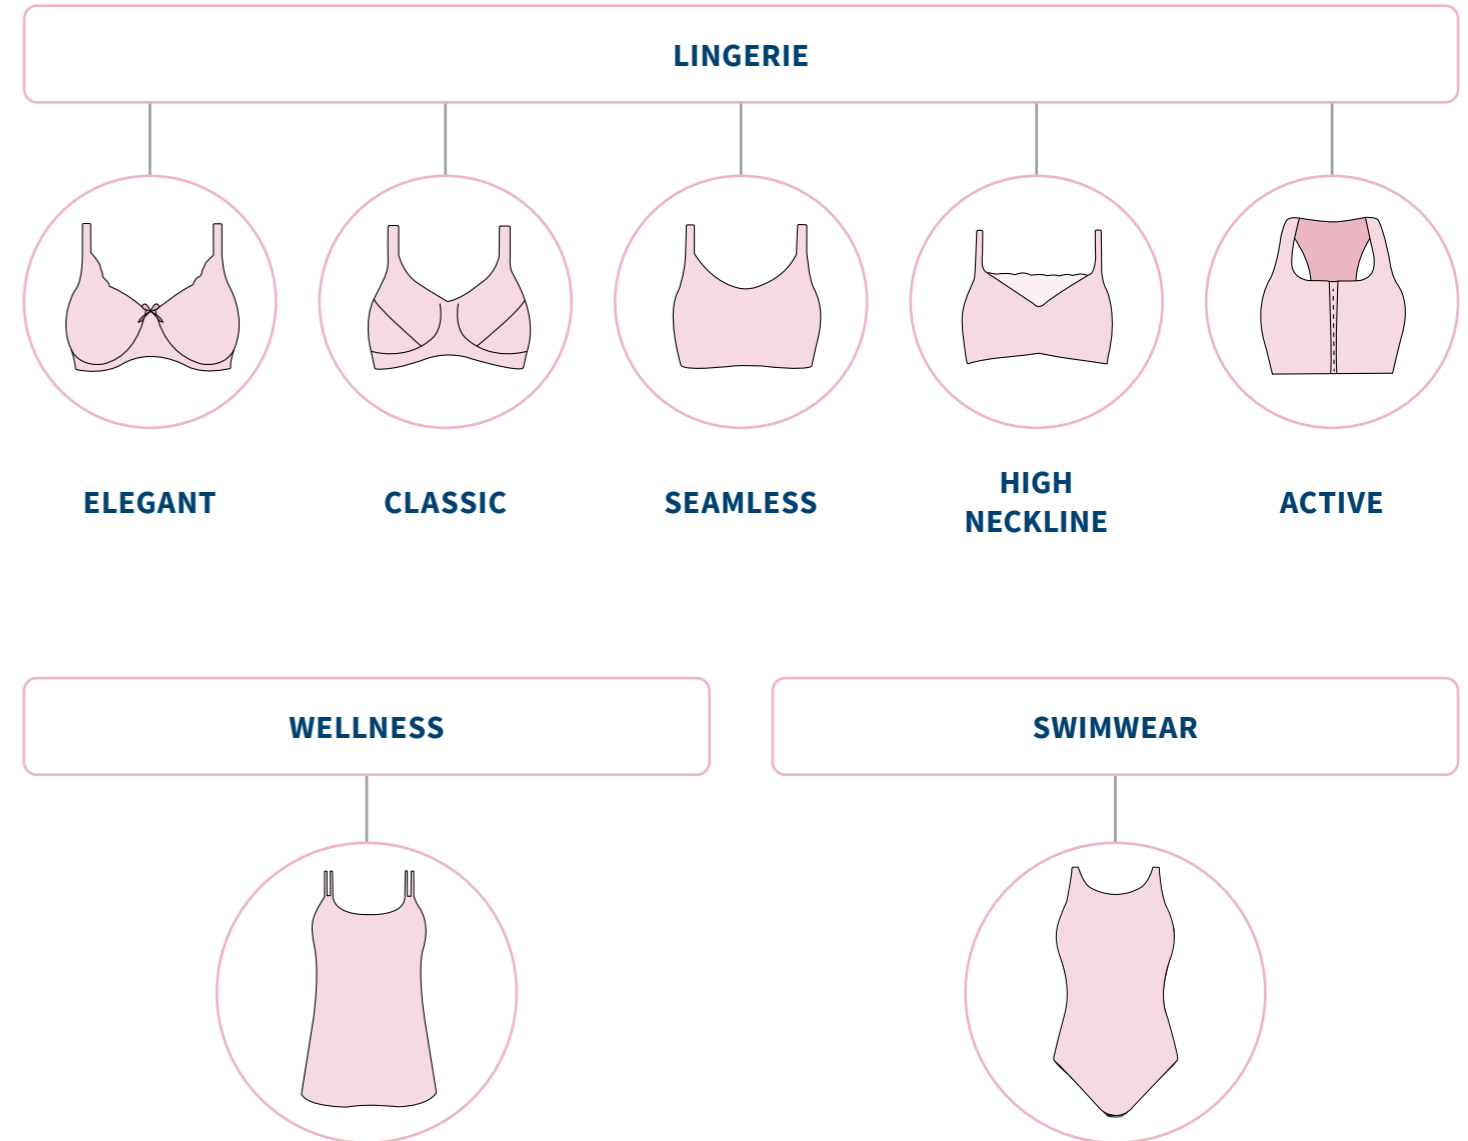 LINGERIE
ELEGANT
CLASSIC
SEAMLESS
HIGH
NECKLINE
ACTIVE
WELLNESS
SWIMWEAR